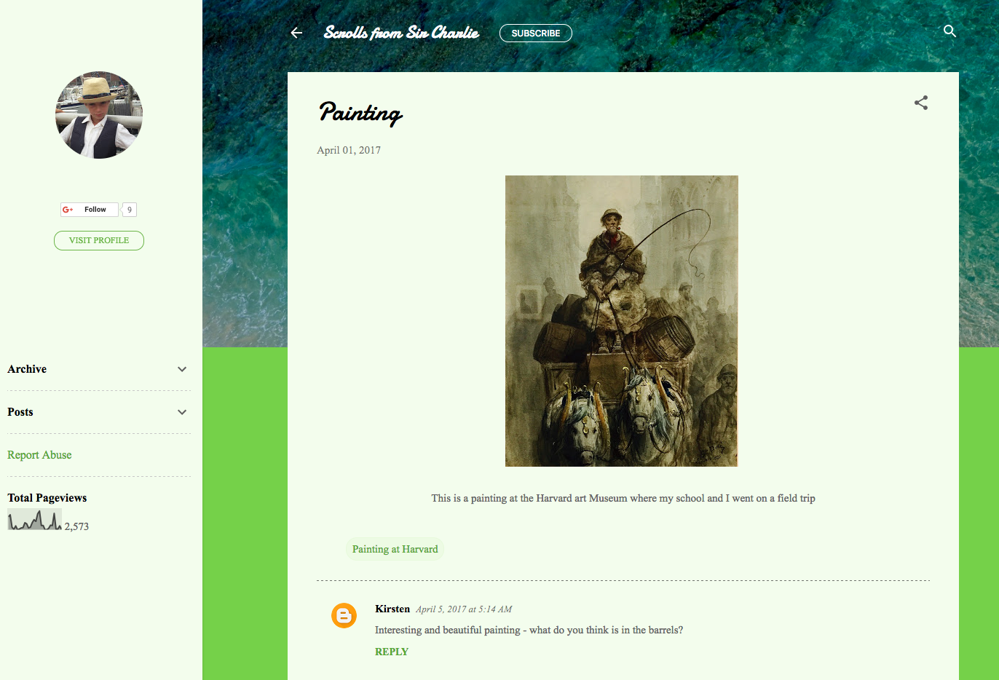 Scrolls from Sir Charlie
SUBSCRIBE
G+ Follow 9
VISIT PROFILE
Archive
Posts
Report Abuse
Total Pageviews
2,573
Painting
April 01, 2017
This is a painting at the Harvard art Museum where my school and I went on a field trip
Painting at Harvard
Kirsten April 5, 2017 at 5:14 AM
Interesting and beautiful painting - what do you think is in the barrels?
REPLY